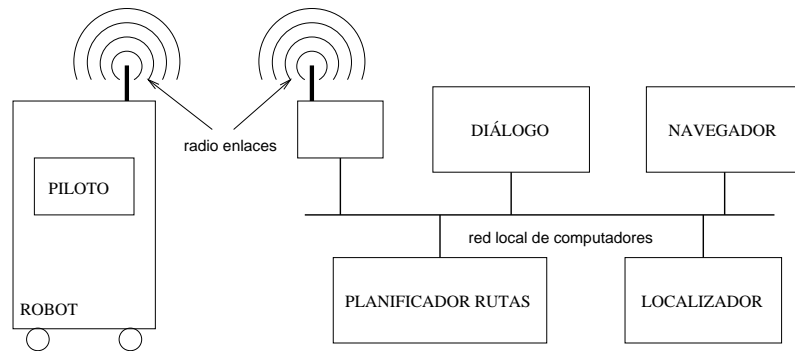 radio enlaces
DIÁLOGO
NAVEGADOR
PILOTO
red local de computadores
PLANIFICADOR RUTAS
LOCALIZADOR
ROBOT